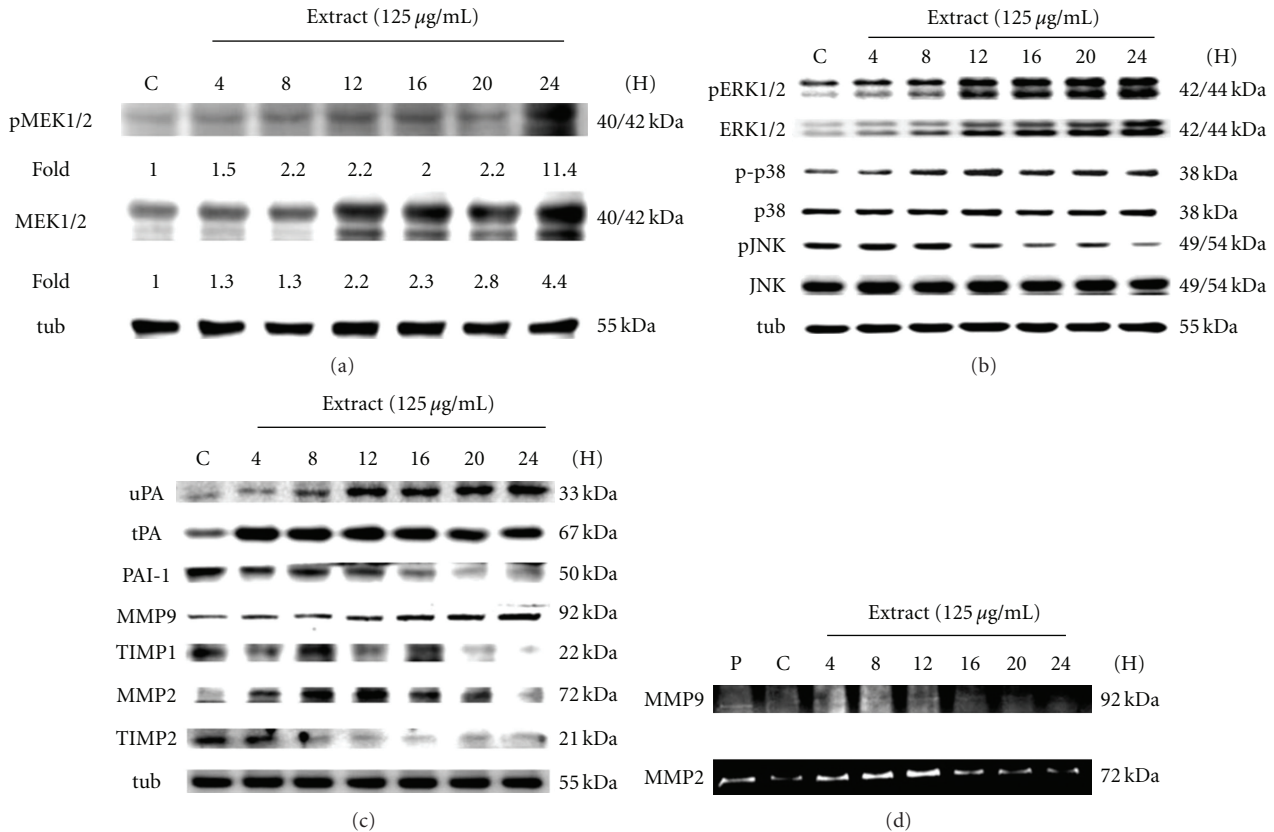 Extract (125 μg/mL)
C 4 8 12 16 20 24 (H)
pMEK1/2 40/42 kDa
Fold 1 1.5 2.2 2.2 2 2.2 11.4
MEK1/2 40/42 kDa
Fold 1 1.3 1.3 2.2 2.3 2.8 4.4
tub 55 kDa
(a)
Extract (125 μg/mL)
C 4 8 12 16 20 24 (H)
pERK1/2 42/44 kDa
ERK1/2 42/44 kDa
p-p38 38 kDa
p38 38 kDa
pJNK 49/54 kDa
JNK 49/54 kDa
tub 55 kDa
(b)
Extract (125 μg/mL)
C 4 8 12 16 20 24 (H)
uPA 33 kDa
tPA 67 kDa
PAI-1 50 kDa
MMP9 92 kDa
TIMP1 22 kDa
MMP2 72 kDa
TIMP2 21 kDa
tub 55 kDa
(c)
Extract (125 μg/mL)
P C 4 8 12 16 20 24 (H)
MMP9 92 kDa
MMP2 72 kDa
(d)